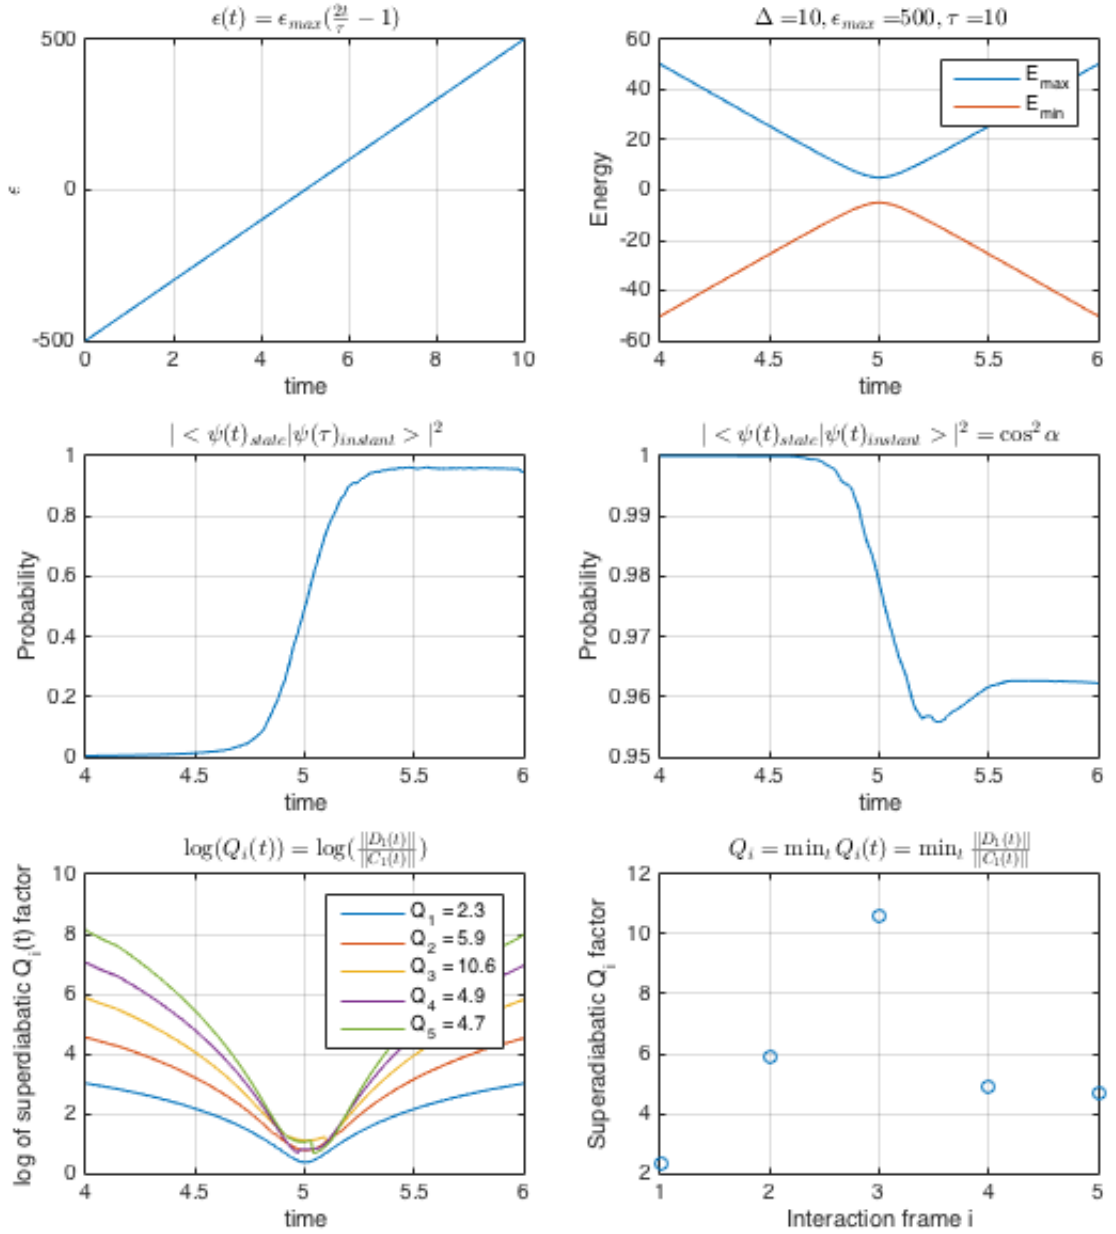 ϵ(t) = ϵ_max(2t/τ − 1)
500
0
-500
ϵ
0 2 4 6 8 10
time
Δ =10, ϵ_max =500, τ =10
60
40
20
0
-20
-40
-60
Energy
E_max
E_min
4 4.5 5 5.5 6
time
| < ψ(t)_state|ψ(τ)_instant > |²
1
0.8
0.6
0.4
0.2
0
Probability
4 4.5 5 5.5 6
time
| < ψ(t)_state|ψ(t)_instant > |² = cos² α
1
0.99
0.98
0.97
0.96
0.95
Probability
4 4.5 5 5.5 6
time
log(Q_i(t)) = log(||D_1(t)||/||C_1(t)||)
10
8
6
4
2
0
log of superdiabatic Q_i(t) factor
Q_1 =2.3
Q_2 =5.9
Q_3 =10.6
Q_4 =4.9
Q_5 =4.7
4 4.5 5 5.5 6
time
Q_i = min_t Q_i(t) = min_t ||D_1(t)||/||C_1(t)||
12
10
8
6
4
2
Superadiabatic Q_i factor
1 2 3 4 5
Interaction frame i